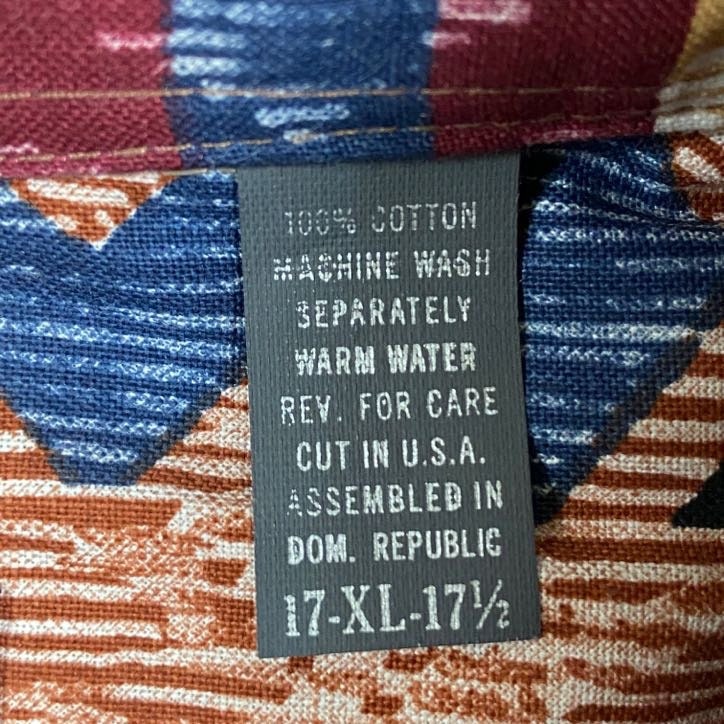 100% COTTON
MACHINE WASH
SEPARATELY
WARM WATER
REV. FOR CARE
CUT IN U.S.A.
ASSEMBLED IN
DOM. REPUBLIC
17-XL-17½